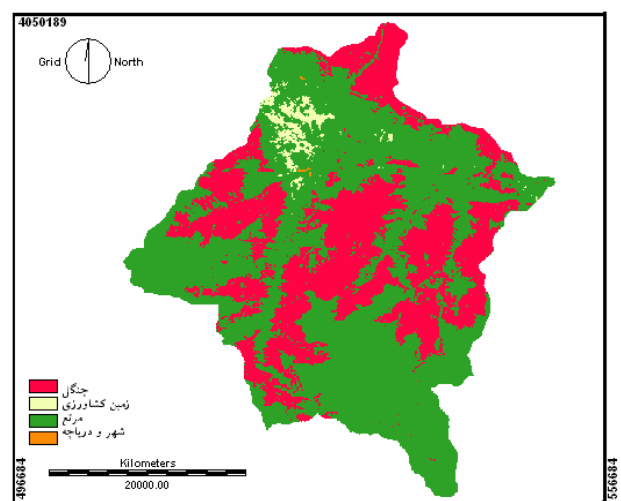 4050189
Grid North
جنگل
زمین کشاورزی
مرتع
شهر و دریاچه
Kilometers
20000.00
496684
556684